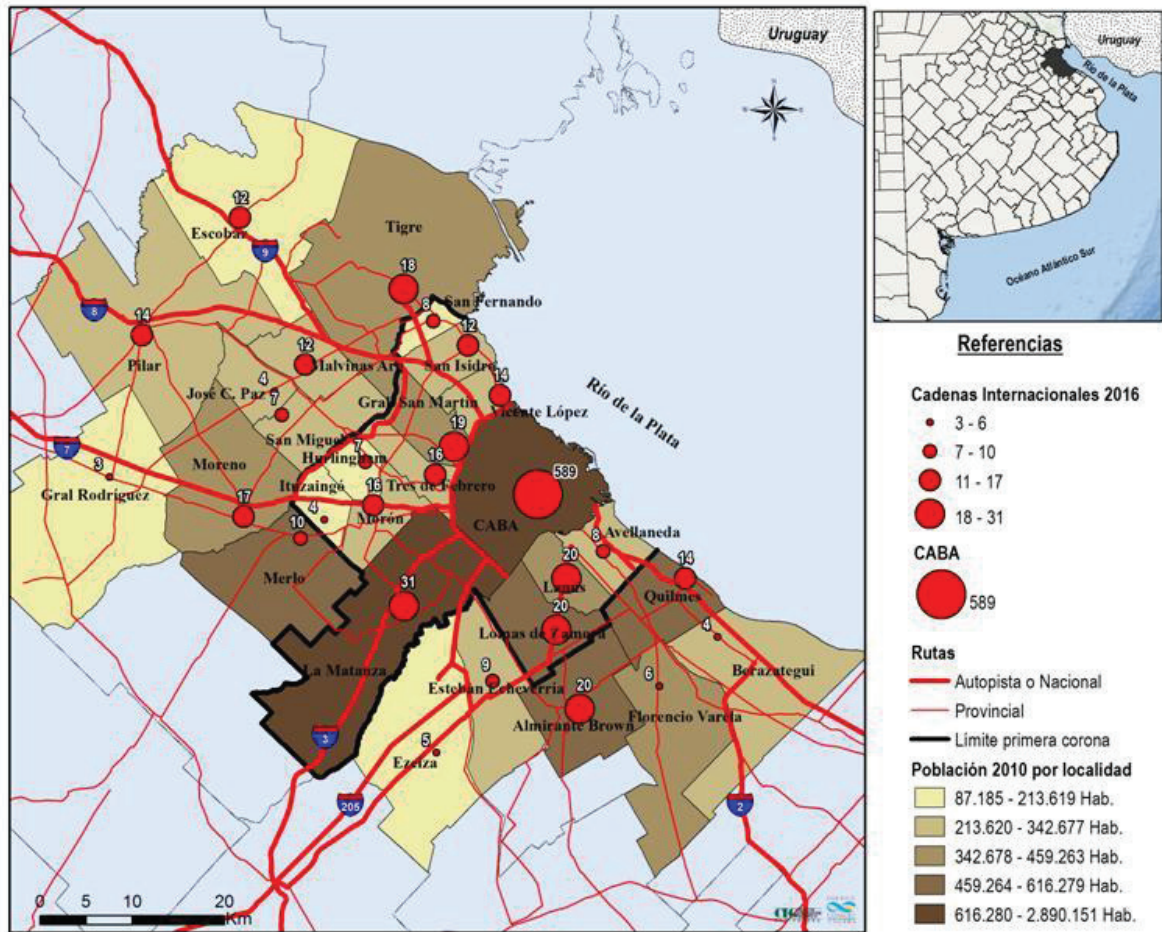 Uruguay
12
Escobar
9
Tigre
18
San Fernando
8
8
14
12
12
Pilar
Malvinas Arg
San Isidro
José C. Paz
4
7
14
Gral. San Martín
Vicente López
Río de la Plata
19
San Miguel
7
Hurlingham
7
16
3
Moreno
Gral Rodríguez
Ituzaingó
Tres de Febrero
589
17
16
4
Morón
CABA
10
Avellaneda
8
20
14
Merlo
Lanus
Quilmes
31
20
Lomas de Zamora
4
La Matanza
Berazategui
9
6
Esteban Echeverría
20
Florencio Varela
Almirante Brown
3
5
Ezeiza
205
2
0 5 10 20
Km
Uruguay
Río de la Plata
Océano Atlántico Sur
Referencias
Cadenas Internacionales 2016
3 - 6
7 - 10
11 - 17
18 - 31
CABA
589
Rutas
Autopista o Nacional
Provincial
Límite primera corona
Población 2010 por localidad
87.185 - 213.619 Hab.
213.620 - 342.677 Hab.
342.678 - 459.263 Hab.
459.264 - 616.279 Hab.
616.280 - 2.890.151 Hab.